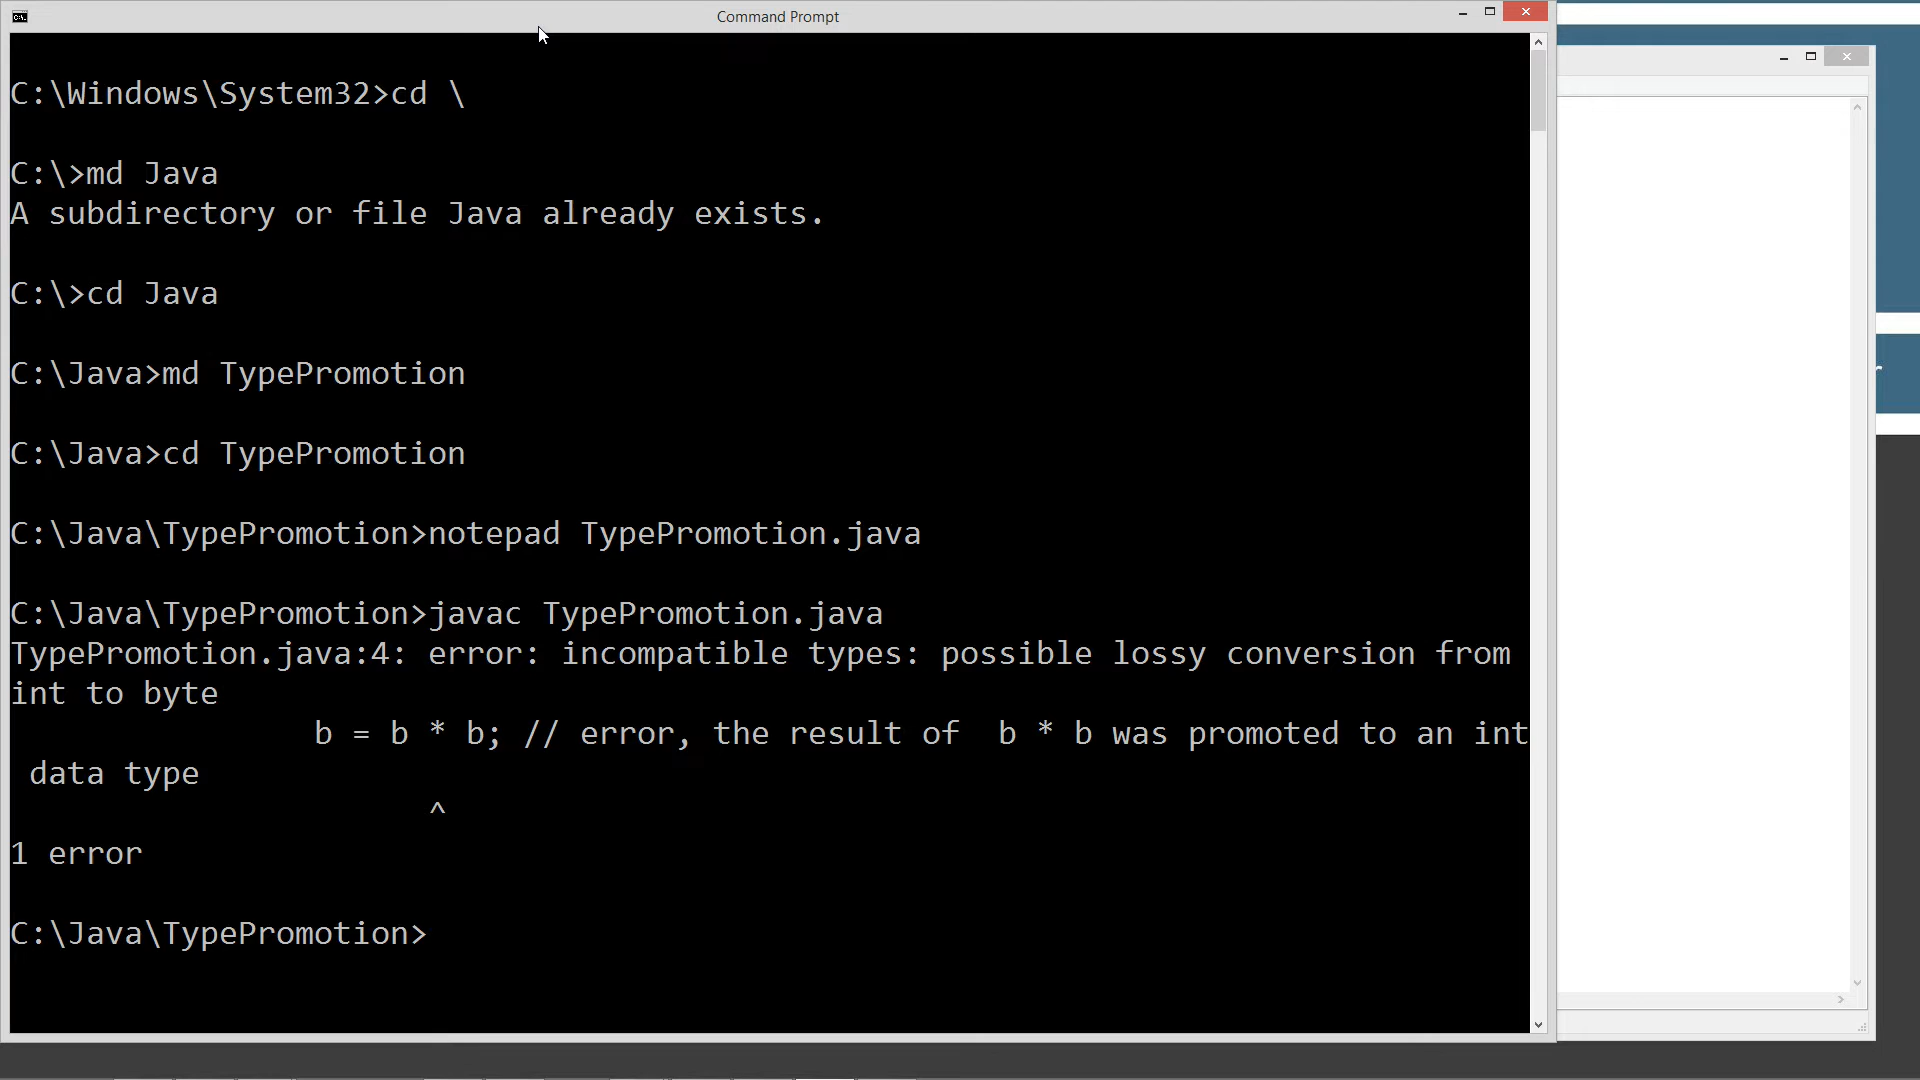 Command Prompt
C:\Windows\System32>cd \
C:\>md Java
A subdirectory or file Java already exists.
C:\>cd Java
C:\Java>md TypePromotion
C:\Java>cd TypePromotion
C:\Java\TypePromotion>notepad TypePromotion.java
C:\Java\TypePromotion>javac TypePromotion.java
TypePromotion.java:4: error: incompatible types: possible lossy conversion from
int to byte
b = b * b; // error, the result of  b * b was promoted to an int
data type
^
1 error
C:\Java\TypePromotion>